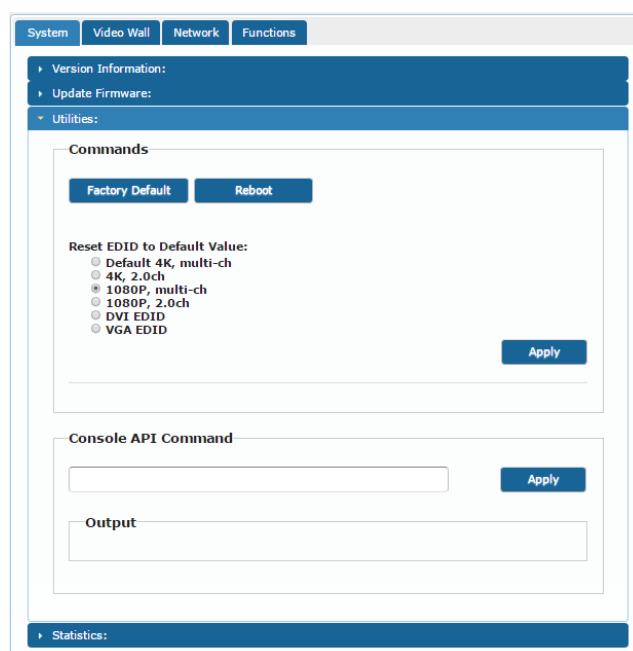 System Video Wall Network Functions
Version Information:
Update Firmware:
Utilities:
Commands
Factory Default Reboot
Reset EDID to Default Value:
Default 4K, multi-ch
4K, 2.0ch
1080P, multi-ch
1080P, 2.0ch
DVI EDID
VGA EDID
Apply
Console API Command
Apply
Output
Statistics: